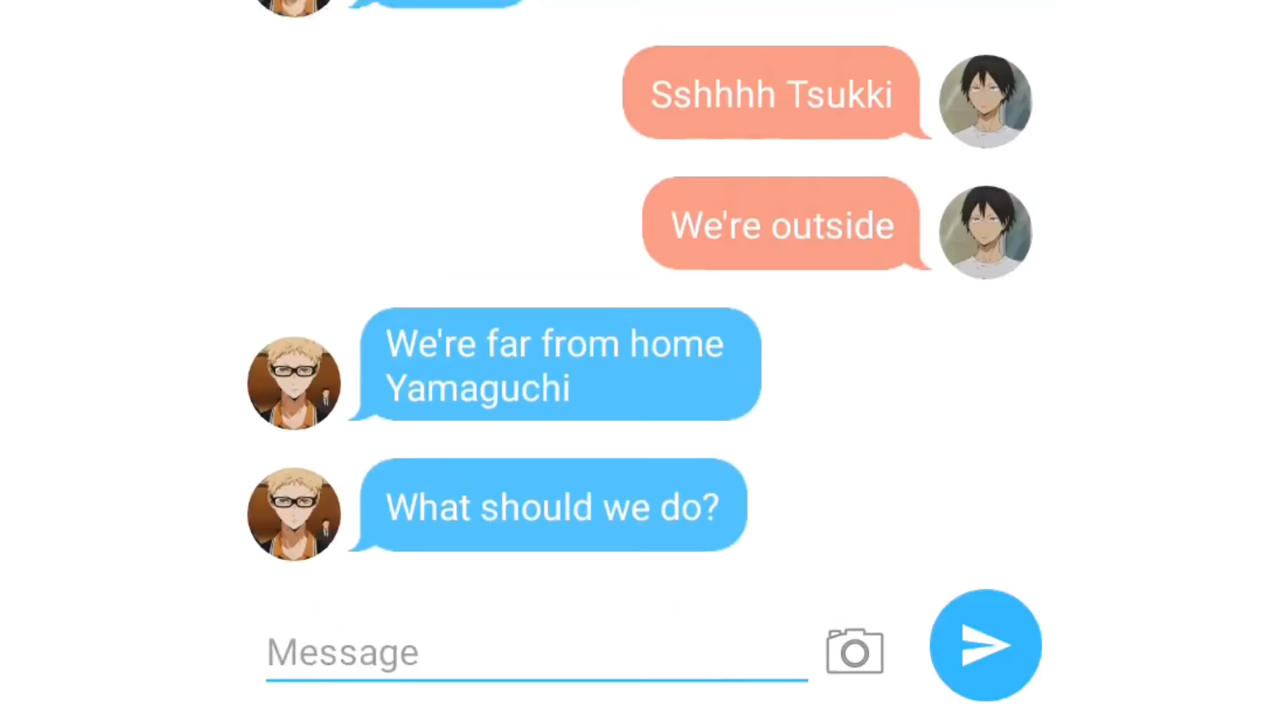 Sshhhh Tsukki
We're outside
We're far from home
Yamaguchi
What should we do?
Message